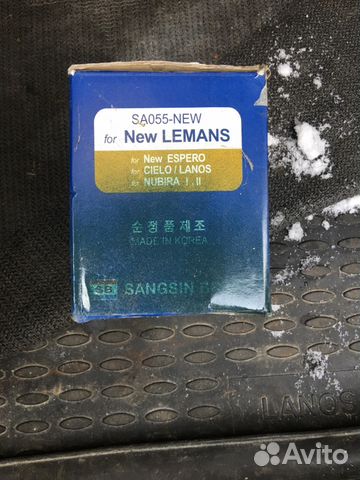 SA055-NEW
for New LEMANS
for New ESPERO
for CIELO / LANOS
for NUBIRA I . II
순정품제조
MADE IN KOREA
SB SANGSIN
LANOS
Avito